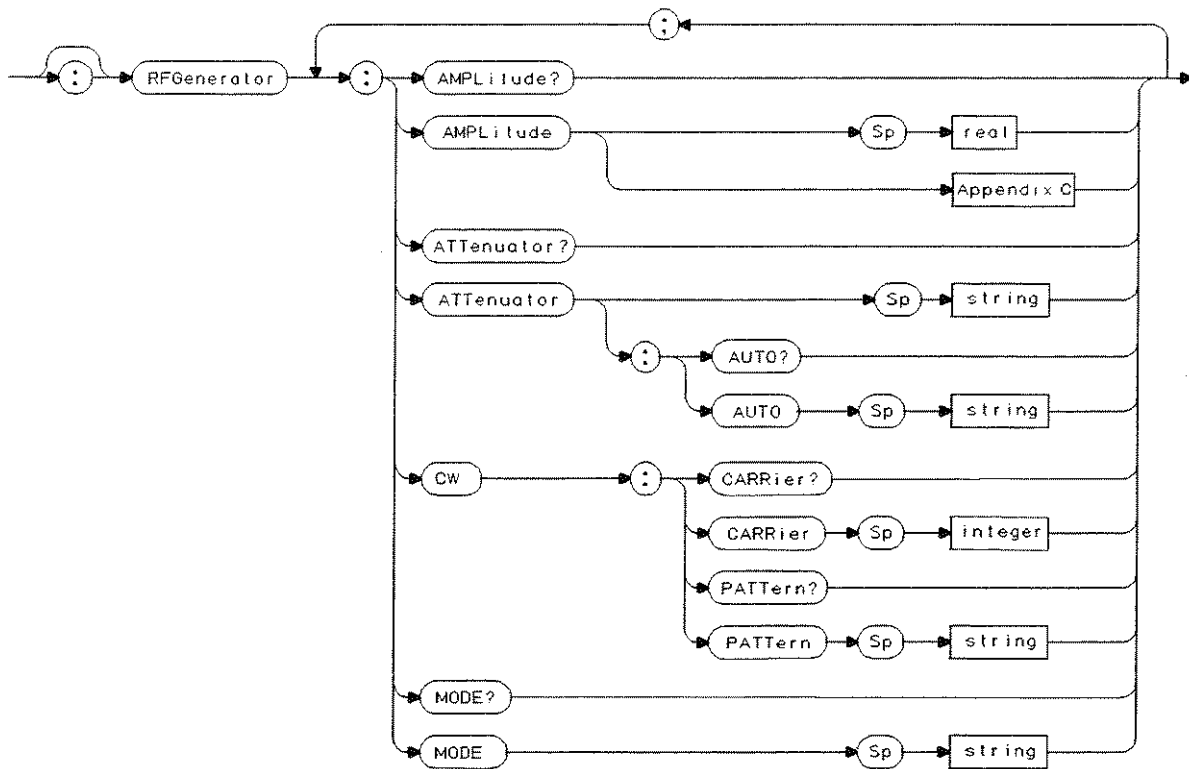 ;
: RFGenerator : AMPLitude?
AMPLitude Sp real
Appendix C
ATTenuator?
ATTenuator Sp string
: AUTO?
AUTO Sp string
CW : CARRier?
CARRier Sp integer
PATTern?
PATTern Sp string
MODE?
MODE Sp string